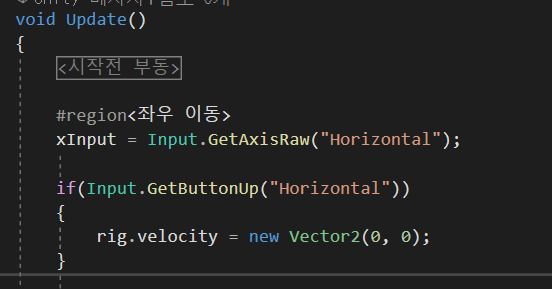 void Update()
{
<시작전 부동>
#region<좌우 이동>
xInput = Input.GetAxisRaw("Horizontal");
if(Input.GetButtonUp("Horizontal"))
{
rig.velocity = new Vector2(0, 0);
}